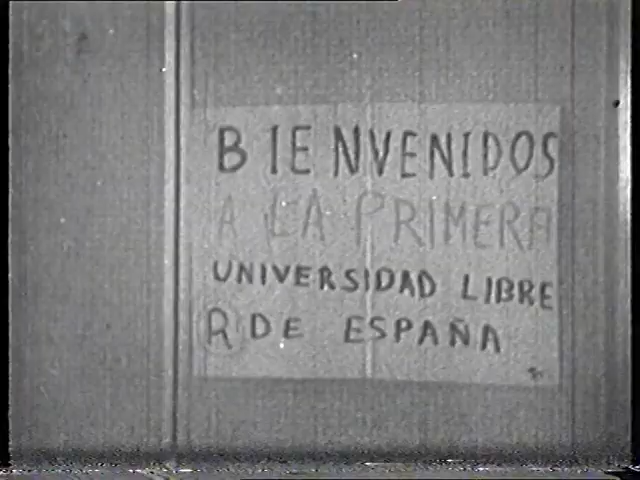 BIENVENIDOS
A LA PRIMERA
UNIVERSIDAD LIBRE
R DE ESPAÑA